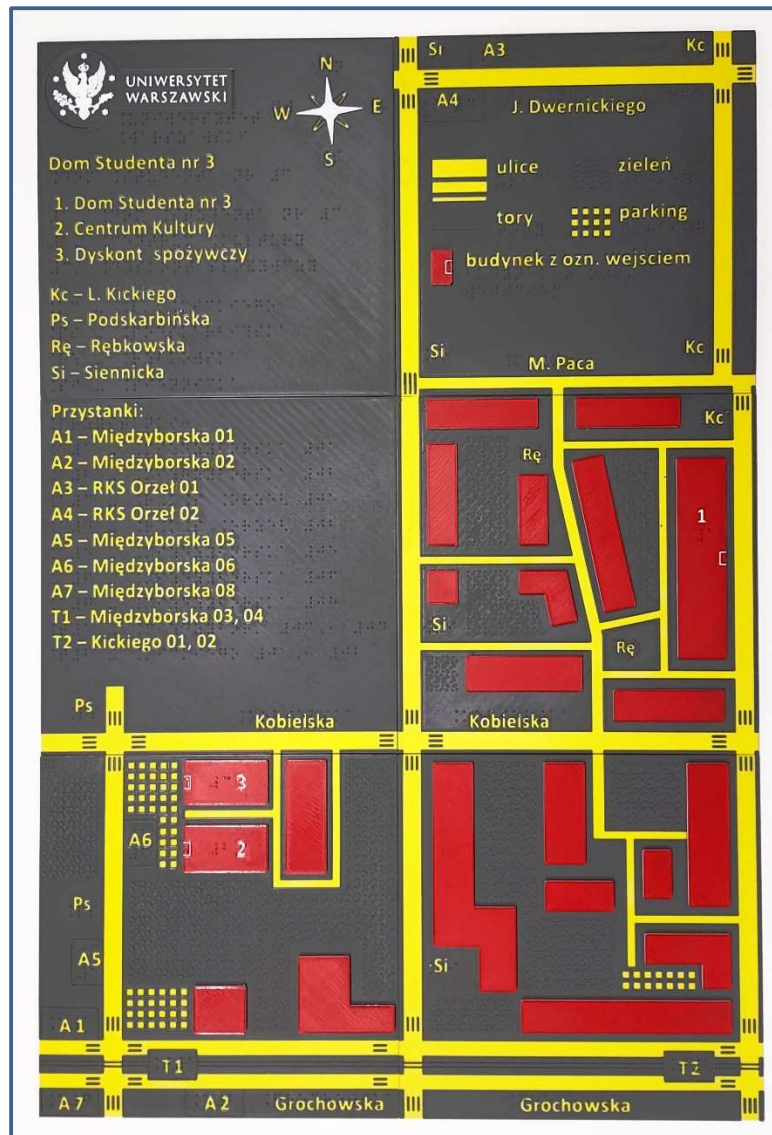 UNIWERSYTET
WARSZAWSKI
N
W E
S
Dom Studenta nr 3
1. Dom Studenta nr 3
2. Centrum Kultury
3. Dyskont spożywczy
Kc – L. Kickiego
Ps – Podskarbińska
Rę – Rębkowska
Si – Siennicka
Przystanki:
A1 – Międzyborska 01
A2 – Międzyborska 02
A3 – RKS Orzeł 01
A4 – RKS Orzeł 02
A5 – Międzyborska 05
A6 – Międzyborska 06
A7 – Międzyborska 08
T1 – Międzyborska 03, 04
T2 – Kickiego 01, 02
Si A3 Kc
A4 J. Dwernickiego
ulice zieleń
tory parking
budynek z ozn. wejściem
Si Kc
M. Paca
Kc
Rę
1
Si
Rę
Ps
Kobielska Kobielska
3
A6 2
Ps
A5 Si
A1
T1 T2
A7 A2 Grochowska Grochowska